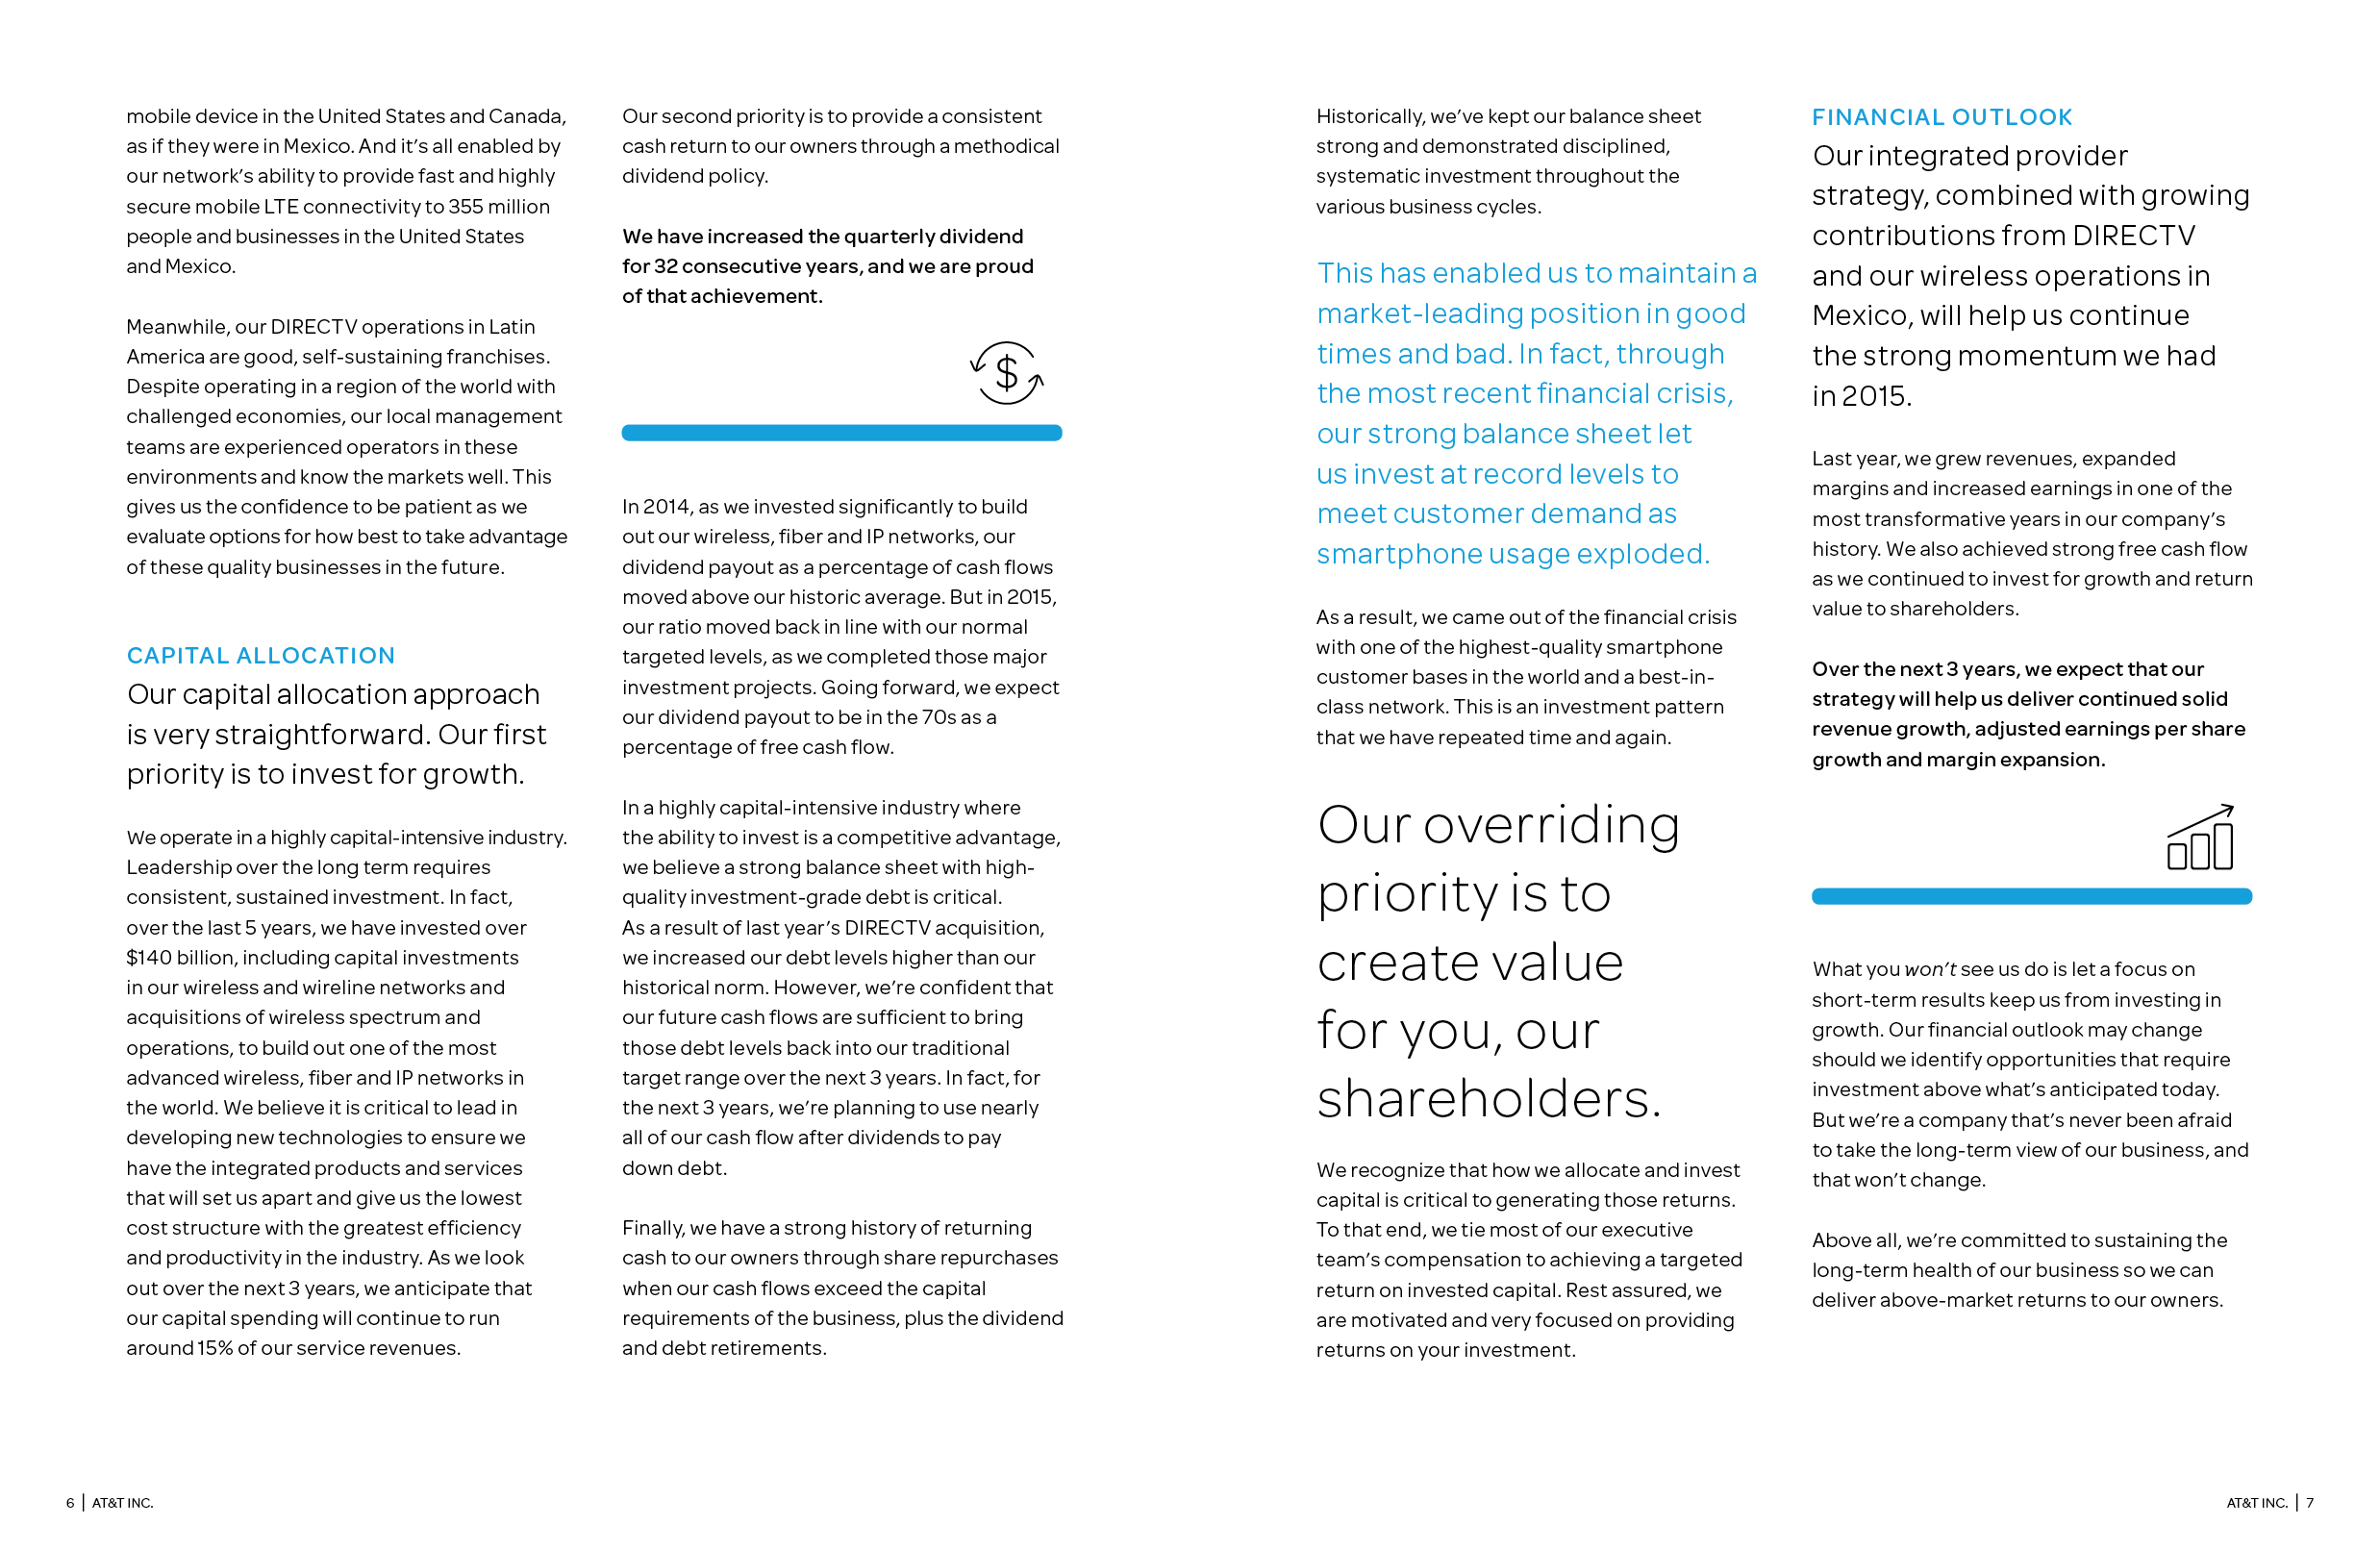 mobile device in the United States and Canada,
as if they were in Mexico. And it’s all enabled by
our network’s ability to provide fast and highly
secure mobile LTE connectivity to 355 million
people and businesses in the United States
and Mexico.
Meanwhile, our DIRECTV operations in Latin
America are good, self-sustaining franchises.
Despite operating in a region of the world with
challenged economies, our local management
teams are experienced operators in these
environments and know the markets well. This
gives us the confidence to be patient as we
evaluate options for how best to take advantage
of these quality businesses in the future.
CAPITAL ALLOCATION
Our capital allocation approach
is very straightforward. Our first
priority is to invest for growth.
We operate in a highly capital-intensive industry.
Leadership over the long term requires
consistent, sustained investment. In fact,
over the last 5 years, we have invested over
$140 billion, including capital investments
in our wireless and wireline networks and
acquisitions of wireless spectrum and
operations, to build out one of the most
advanced wireless, fiber and IP networks in
the world. We believe it is critical to lead in
developing new technologies to ensure we
have the integrated products and services
that will set us apart and give us the lowest
cost structure with the greatest efficiency
and productivity in the industry. As we look
out over the next 3 years, we anticipate that
our capital spending will continue to run
around 15% of our service revenues.
Our second priority is to provide a consistent
cash return to our owners through a methodical
dividend policy.
We have increased the quarterly dividend
for 32 consecutive years, and we are proud
of that achievement.
$
In 2014, as we invested significantly to build
out our wireless, fiber and IP networks, our
dividend payout as a percentage of cash flows
moved above our historic average. But in 2015,
our ratio moved back in line with our normal
targeted levels, as we completed those major
investment projects. Going forward, we expect
our dividend payout to be in the 70s as a
percentage of free cash flow.
In a highly capital-intensive industry where
the ability to invest is a competitive advantage,
we believe a strong balance sheet with high-
quality investment-grade debt is critical.
As a result of last year’s DIRECTV acquisition,
we increased our debt levels higher than our
historical norm. However, we’re confident that
our future cash flows are sufficient to bring
those debt levels back into our traditional
target range over the next 3 years. In fact, for
the next 3 years, we’re planning to use nearly
all of our cash flow after dividends to pay
down debt.
Finally, we have a strong history of returning
cash to our owners through share repurchases
when our cash flows exceed the capital
requirements of the business, plus the dividend
and debt retirements.
Historically, we’ve kept our balance sheet
strong and demonstrated disciplined,
systematic investment throughout the
various business cycles.
This has enabled us to maintain a
market-leading position in good
times and bad. In fact, through
the most recent financial crisis,
our strong balance sheet let
us invest at record levels to
meet customer demand as
smartphone usage exploded.
As a result, we came out of the financial crisis
with one of the highest-quality smartphone
customer bases in the world and a best-in-
class network. This is an investment pattern
that we have repeated time and again.
Our overriding
priority is to
create value
for you, our
shareholders.
We recognize that how we allocate and invest
capital is critical to generating those returns.
To that end, we tie most of our executive
team’s compensation to achieving a targeted
return on invested capital. Rest assured, we
are motivated and very focused on providing
returns on your investment.
FINANCIAL OUTLOOK
Our integrated provider
strategy, combined with growing
contributions from DIRECTV
and our wireless operations in
Mexico, will help us continue
the strong momentum we had
in 2015.
Last year, we grew revenues, expanded
margins and increased earnings in one of the
most transformative years in our company’s
history. We also achieved strong free cash flow
as we continued to invest for growth and return
value to shareholders.
Over the next 3 years, we expect that our
strategy will help us deliver continued solid
revenue growth, adjusted earnings per share
growth and margin expansion.
What you won’t see us do is let a focus on
short-term results keep us from investing in
growth. Our financial outlook may change
should we identify opportunities that require
investment above what’s anticipated today.
But we’re a company that’s never been afraid
to take the long-term view of our business, and
that won’t change.
Above all, we’re committed to sustaining the
long-term health of our business so we can
deliver above-market returns to our owners.
6 | AT&T INC.
AT&T INC. | 7